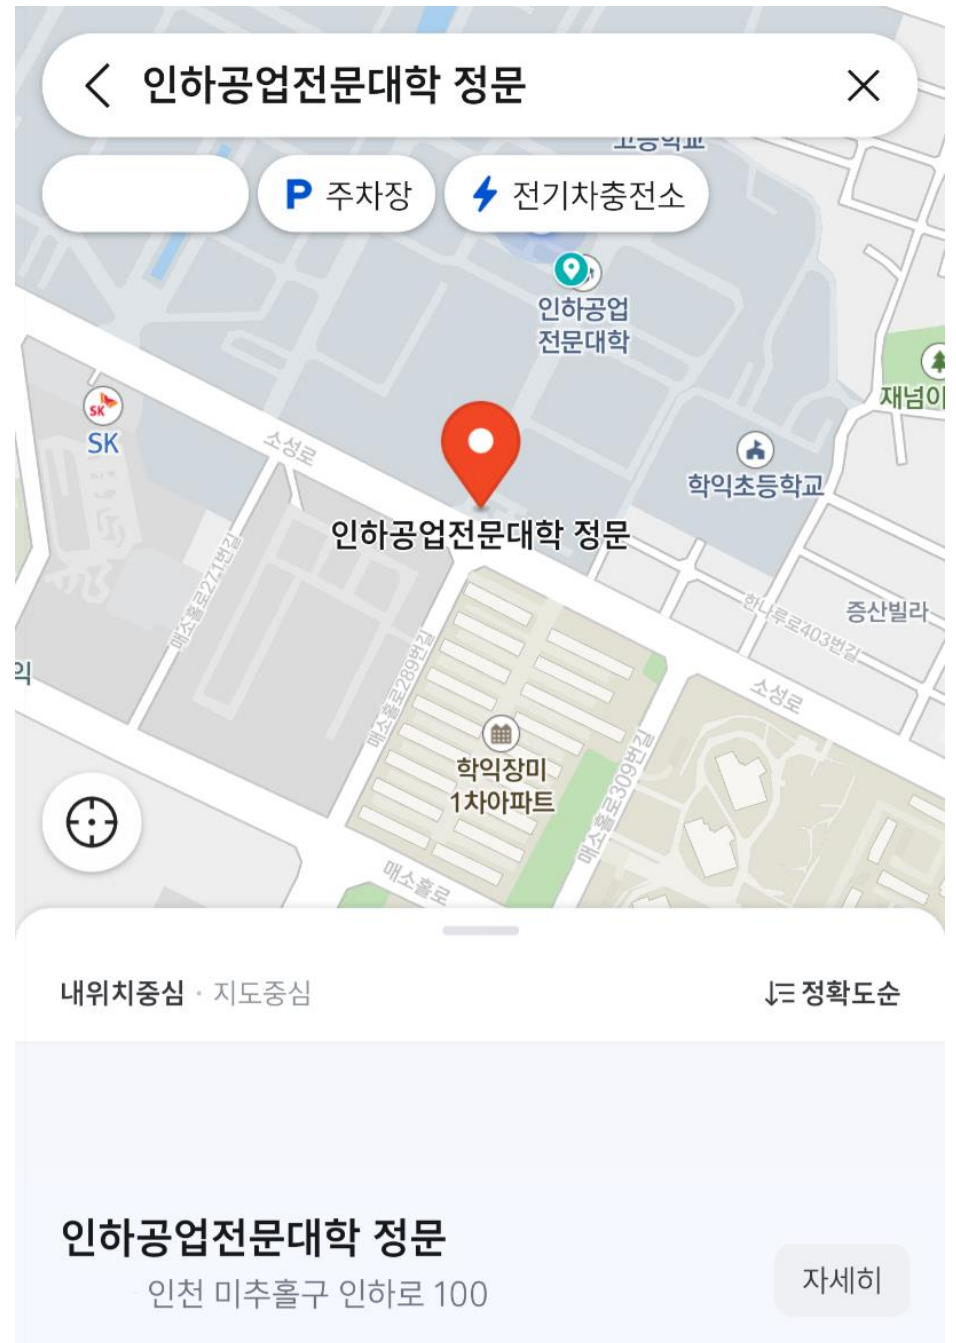 인하공업전문대학 정문
고등학교
P 주차장
전기차충전소
인하공업
전문대학
재넘이
SK
SK
소성로
학익초등학교
인하공업전문대학 정문
매소홀로271번길
한나루로403번길
증산빌라
익
매소홀로289번길
소성로
학익장미
1차아파트
매소홀로309번길
매소홀로
내위치중심 · 지도중심
정확도순
인하공업전문대학 정문
인천 미추홀구 인하로 100
자세히